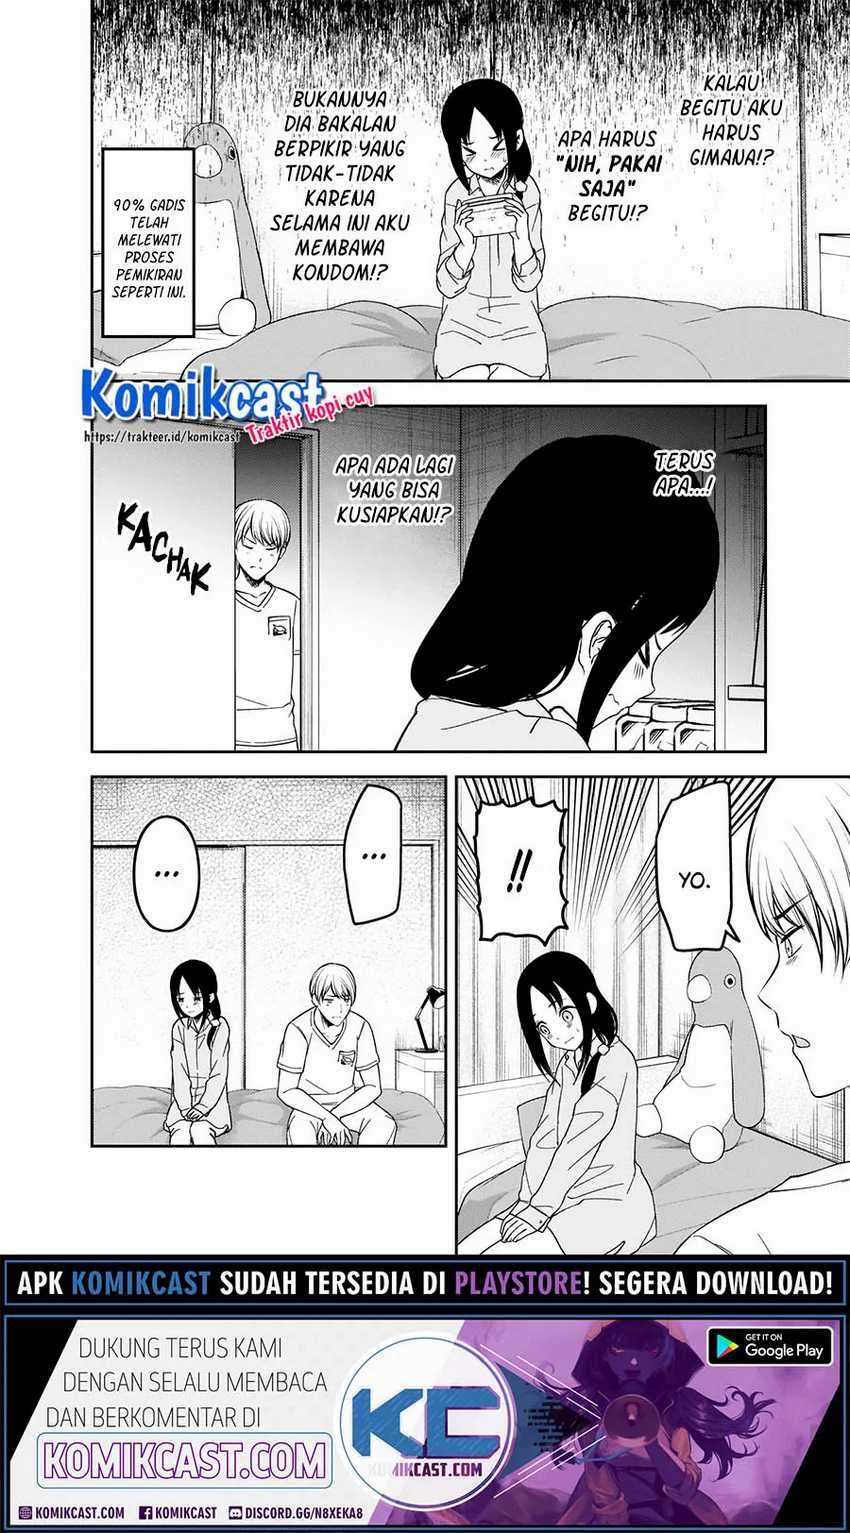 KALAU
BEGITU AKU
HARUS
GIMANA!?
APA HARUS
"NIH, PAKAI
SAJA"
BEGITU!?
BUKANNYA
DIA BAKALAN
BERPIKIR YANG
TIDAK-TIDAK
KARENA
SELAMA INI AKU
MEMBAWA
KONDOM!?
90% GADIS
TELAH
MELEWATI
PROSES
PEMIKIRAN
SEPERTI INI.
Komikcast
Traktir kopi cuy
https://trakteer.id/komikcast
TERUS
APA...!
APA ADA LAGI
YANG BISA
KUSIAPKAN!?
KACHAK
YO.
!!
...
...
APK KOMIKCAST SUDAH TERSEDIA DI PLAYSTORE! SEGERA DOWNLOAD!
DUKUNG TERUS KAMI
DENGAN SELALU MEMBACA
DAN BERKOMENTAR DI
KOMIKCAST.COM
KOMIKCAST.COM
KOMIKCAST
DISCORD.GG/N8XEKA8
KC
KOMIKCAST.COM
GET IT ON
Google Play